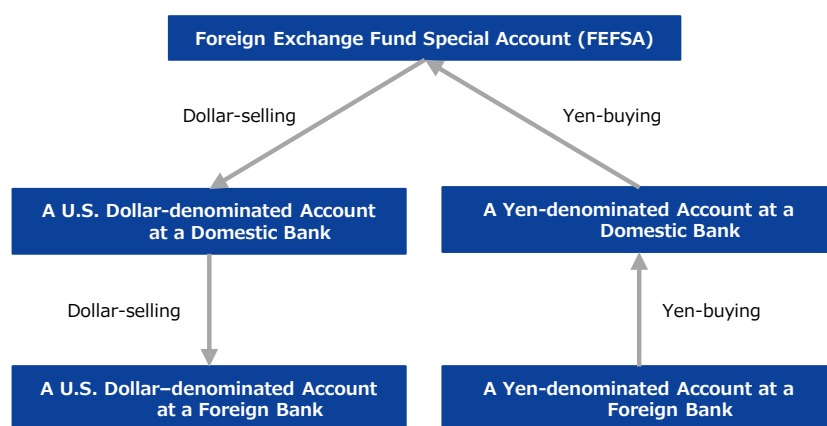 Foreign Exchange Fund Special Account (FEFSA)
Dollar-selling
Yen-buying
A U.S. Dollar-denominated Account
at a Domestic Bank
A Yen-denominated Account at a
Domestic Bank
Dollar-selling
Yen-buying
A U.S. Dollar–denominated Account
at a Foreign Bank
A Yen-denominated Account at a
Foreign Bank